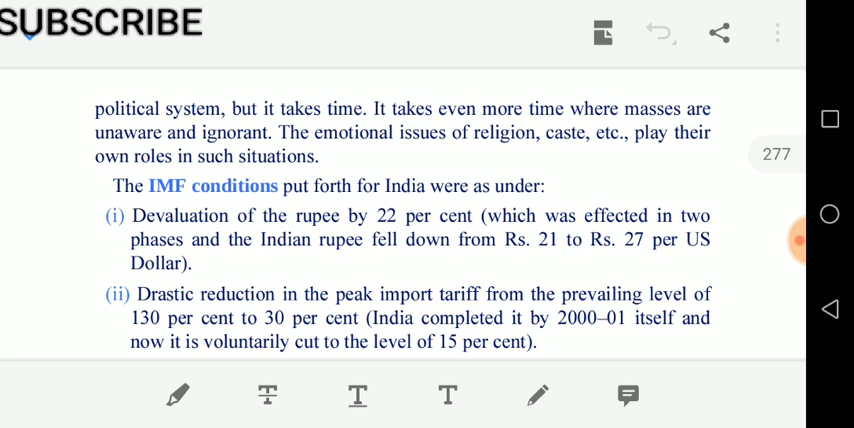 SUBSCRIBE
political system, but it takes time. It takes even more time where masses are
unaware and ignorant. The emotional issues of religion, caste, etc., play their
own roles in such situations.
277
The IMF conditions put forth for India were as under:
(i) Devaluation of the rupee by 22 per cent (which was effected in two
phases and the Indian rupee fell down from Rs. 21 to Rs. 27 per US
Dollar).
(ii) Drastic reduction in the peak import tariff from the prevailing level of
130 per cent to 30 per cent (India completed it by 2000–01 itself and
now it is voluntarily cut to the level of 15 per cent).